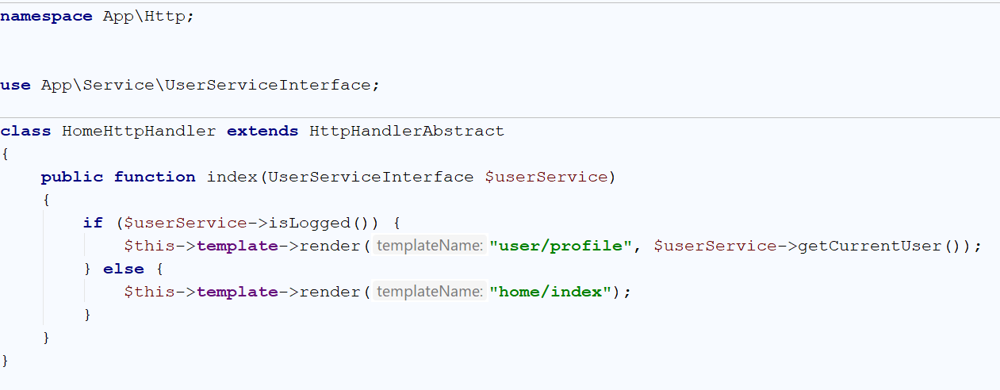 namespace App\Http;
use App\Service\UserServiceInterface;
class HomeHttpHandler extends HttpHandlerAbstract
{
    public function index(UserServiceInterface $userService)
    {
        if ($userService->isLogged()) {
            $this->template->render( templateName: "user/profile", $userService->getCurrentUser());
        } else {
            $this->template->render( templateName: "home/index");
        }
    }
}